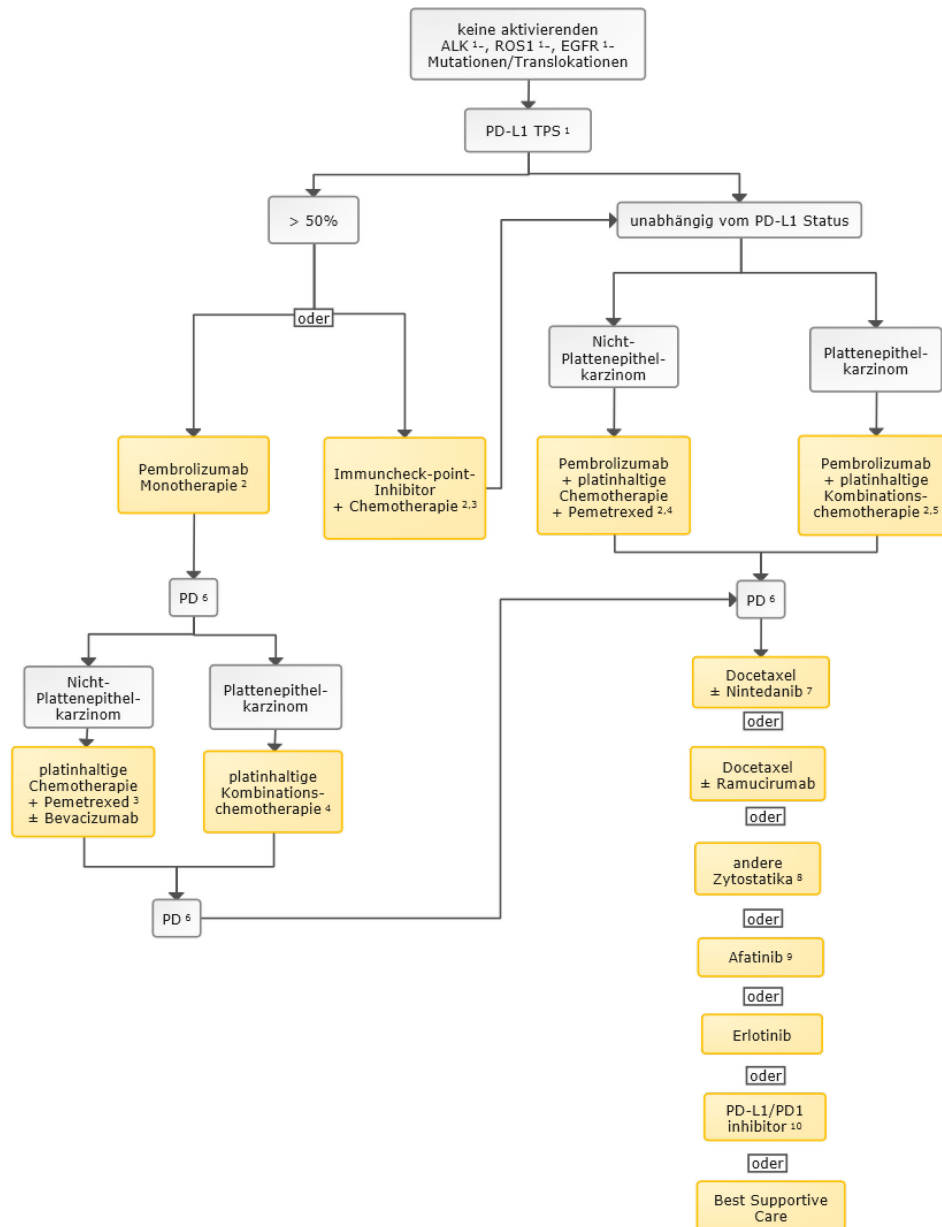 keine aktivierenden
ALK ¹-, ROS1 ¹-, EGFR ¹-
Mutationen/Translokationen
PD-L1 TPS ¹
> 50%
unabhängig vom PD-L1 Status
oder
Nicht-
Plattenepithel-
karzinom
Plattenepithel-
karzinom
Pembrolizumab
Monotherapie ²
Immuncheck-point-
Inhibitor
+ Chemotherapie ²,³
Pembrolizumab
+ platinhaltige
Chemotherapie
+ Pemetrexed ²,⁴
Pembrolizumab
+ platinhaltige
Kombinations-
chemotherapie ²,⁵
PD ⁶
PD ⁶
Nicht-
Plattenepithel-
karzinom
Plattenepithel-
karzinom
platinhaltige
Chemotherapie
+ Pemetrexed ³
± Bevacizumab
platinhaltige
Kombinations-
chemotherapie ⁴
PD ⁶
Docetaxel
± Nintedanib ⁷
oder
Docetaxel
± Ramucirumab
oder
andere
Zytostatika ⁸
oder
Afatinib ⁹
oder
Erlotinib
oder
PD-L1/PD1
inhibitor ¹⁰
oder
Best Supportive
Care